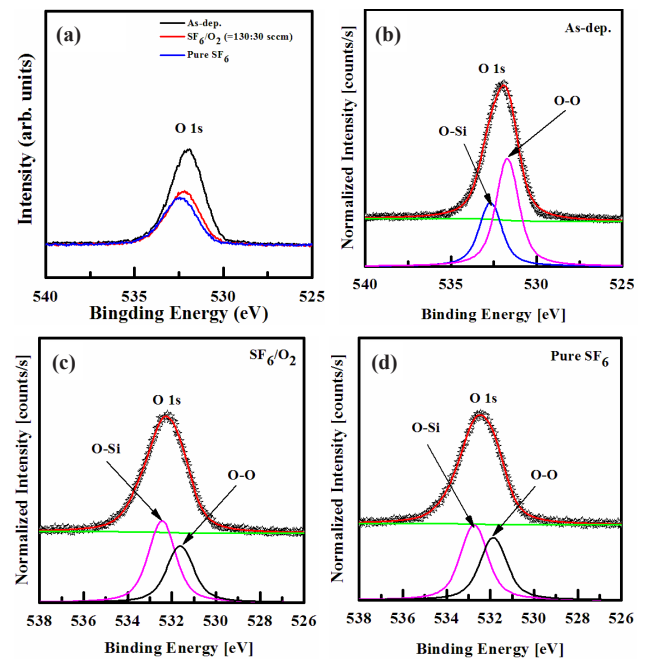 (a)
As-dep.
SF6/O2 (=130:30 sccm)
Pure SF6
O 1s
Intensity (arb. units)
540 535 530 525
Bingding Energy (eV)
(b)
As-dep.
O 1s
O-O
O-Si
Normalized Intensity [counts/s]
540 535 530 525
Binding Energy [eV]
(c)
SF6/O2
O 1s
O-Si
O-O
Normalized Intensity [counts/s]
538 536 534 532 530 528 526
Binding Energy [eV]
(d)
Pure SF6
O 1s
O-Si
O-O
Normalized Intensity [counts/s]
538 536 534 532 530 528 526
Binding Energy [eV]